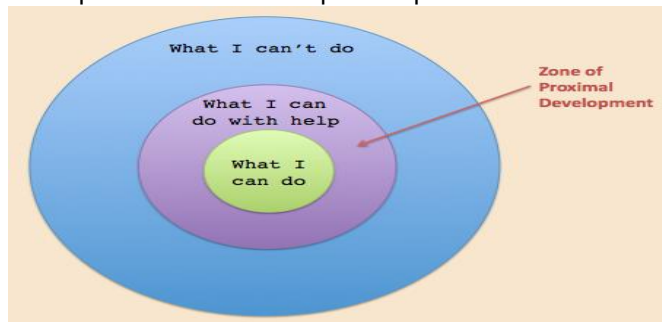 What I can't do
What I can
do with help
What I
can do
Zone of
Proximal
Development